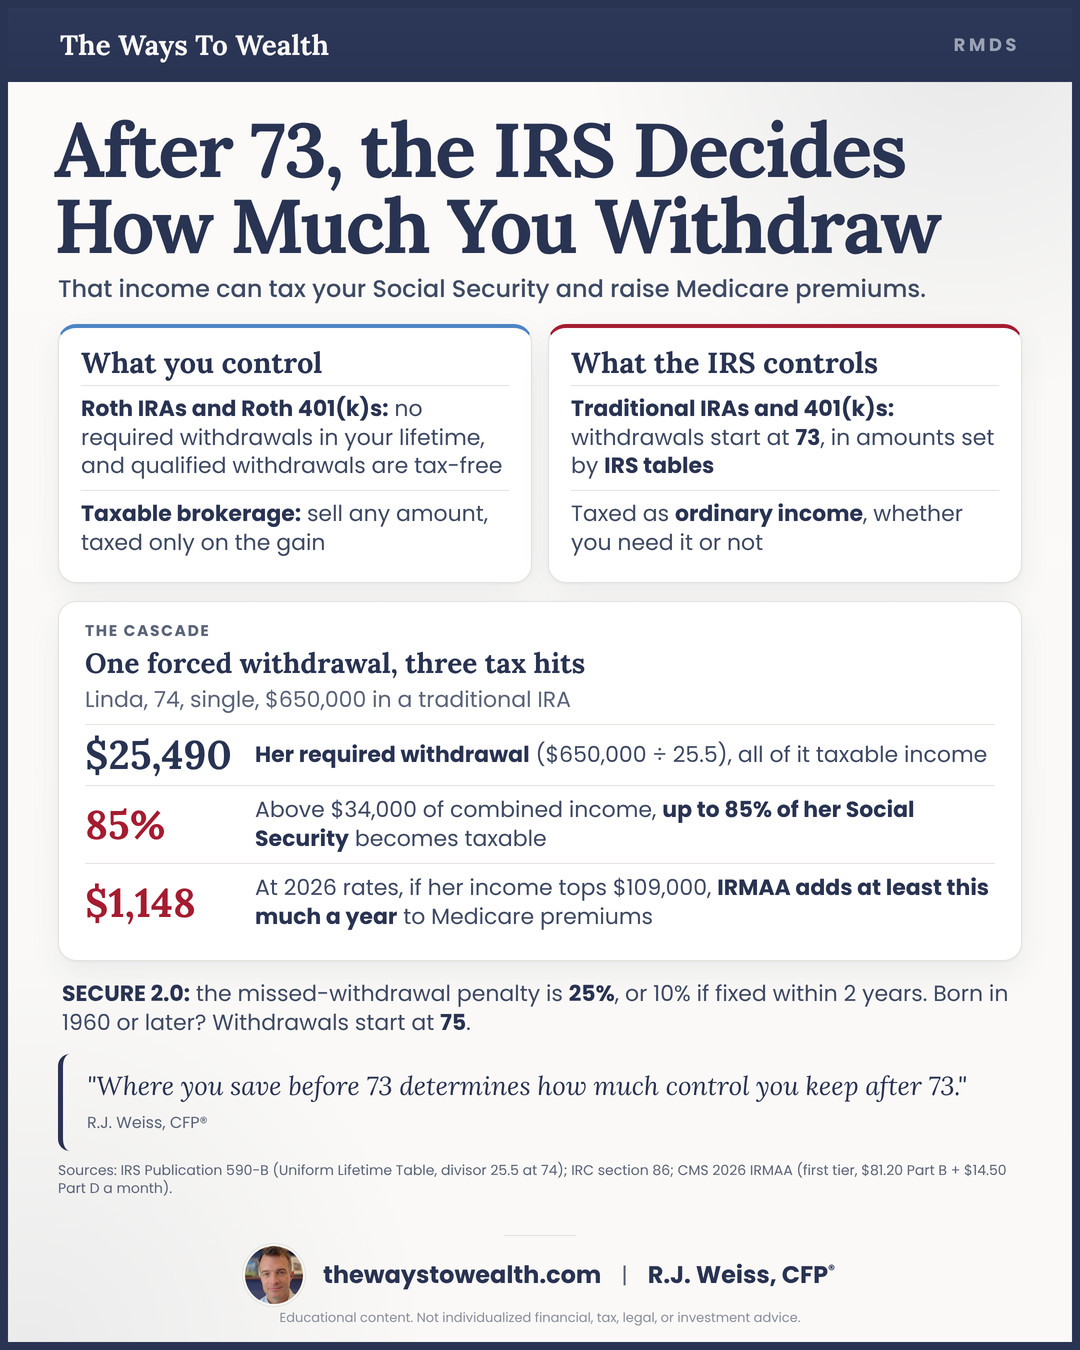 The Ways To Wealth
RMDS
After 73, the IRS Decides
How Much You Withdraw
That income can tax your Social Security and raise Medicare premiums.
What you control
Roth IRAs and Roth 401(k)s: no
required withdrawals in your lifetime,
and qualified withdrawals are tax-free
Taxable brokerage: sell any amount,
taxed only on the gain
What the IRS controls
Traditional IRAs and 401(k)s:
withdrawals start at 73, in amounts set
by IRS tables
Taxed as ordinary income, whether
you need it or not
THE CASCADE
One forced withdrawal, three tax hits
Linda, 74, single, $650,000 in a traditional IRA
$25,490 Her required withdrawal ($650,000 ÷ 25.5), all of it taxable income
85%
Above $34,000 of combined income, up to 85% of her Social
Security becomes taxable
$1,148
At 2026 rates, if her income tops $109,000, IRMAA adds at least this
much a year to Medicare premiums
SECURE 2.0: the missed-withdrawal penalty is 25%, or 10% if fixed within 2 years. Born in
1960 or later? Withdrawals start at 75.
"Where you save before 73 determines how much control you keep after 73."
R.J. Weiss, CFP®
Sources: IRS Publication 590-B (Uniform Lifetime Table, divisor 25.5 at 74); IRC section 86; CMS 2026 IRMAA (first tier, $81.20 Part B + $14.50
Part D a month).
thewaystowealth.com | R.J. Weiss, CFP®
Educational content. Not individualized financial, tax, legal, or investment advice.